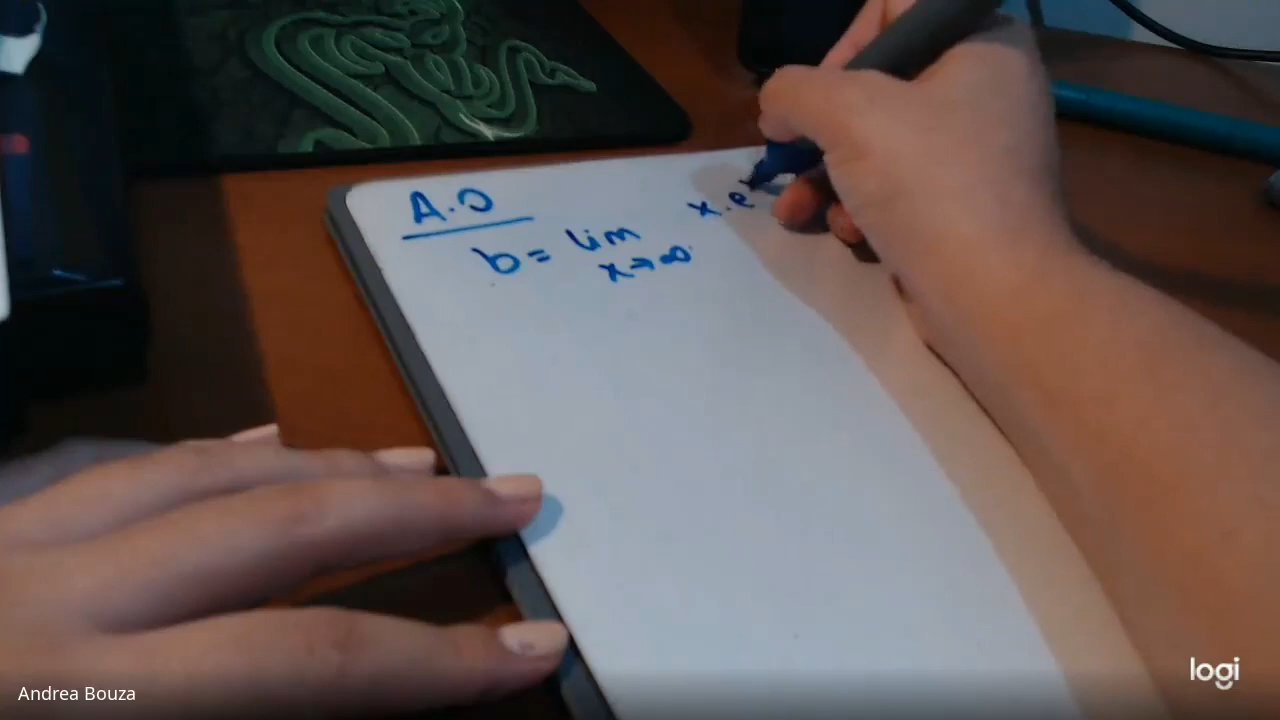 A.O
b = lim x.e
x→∞
Andrea Bouza
logi